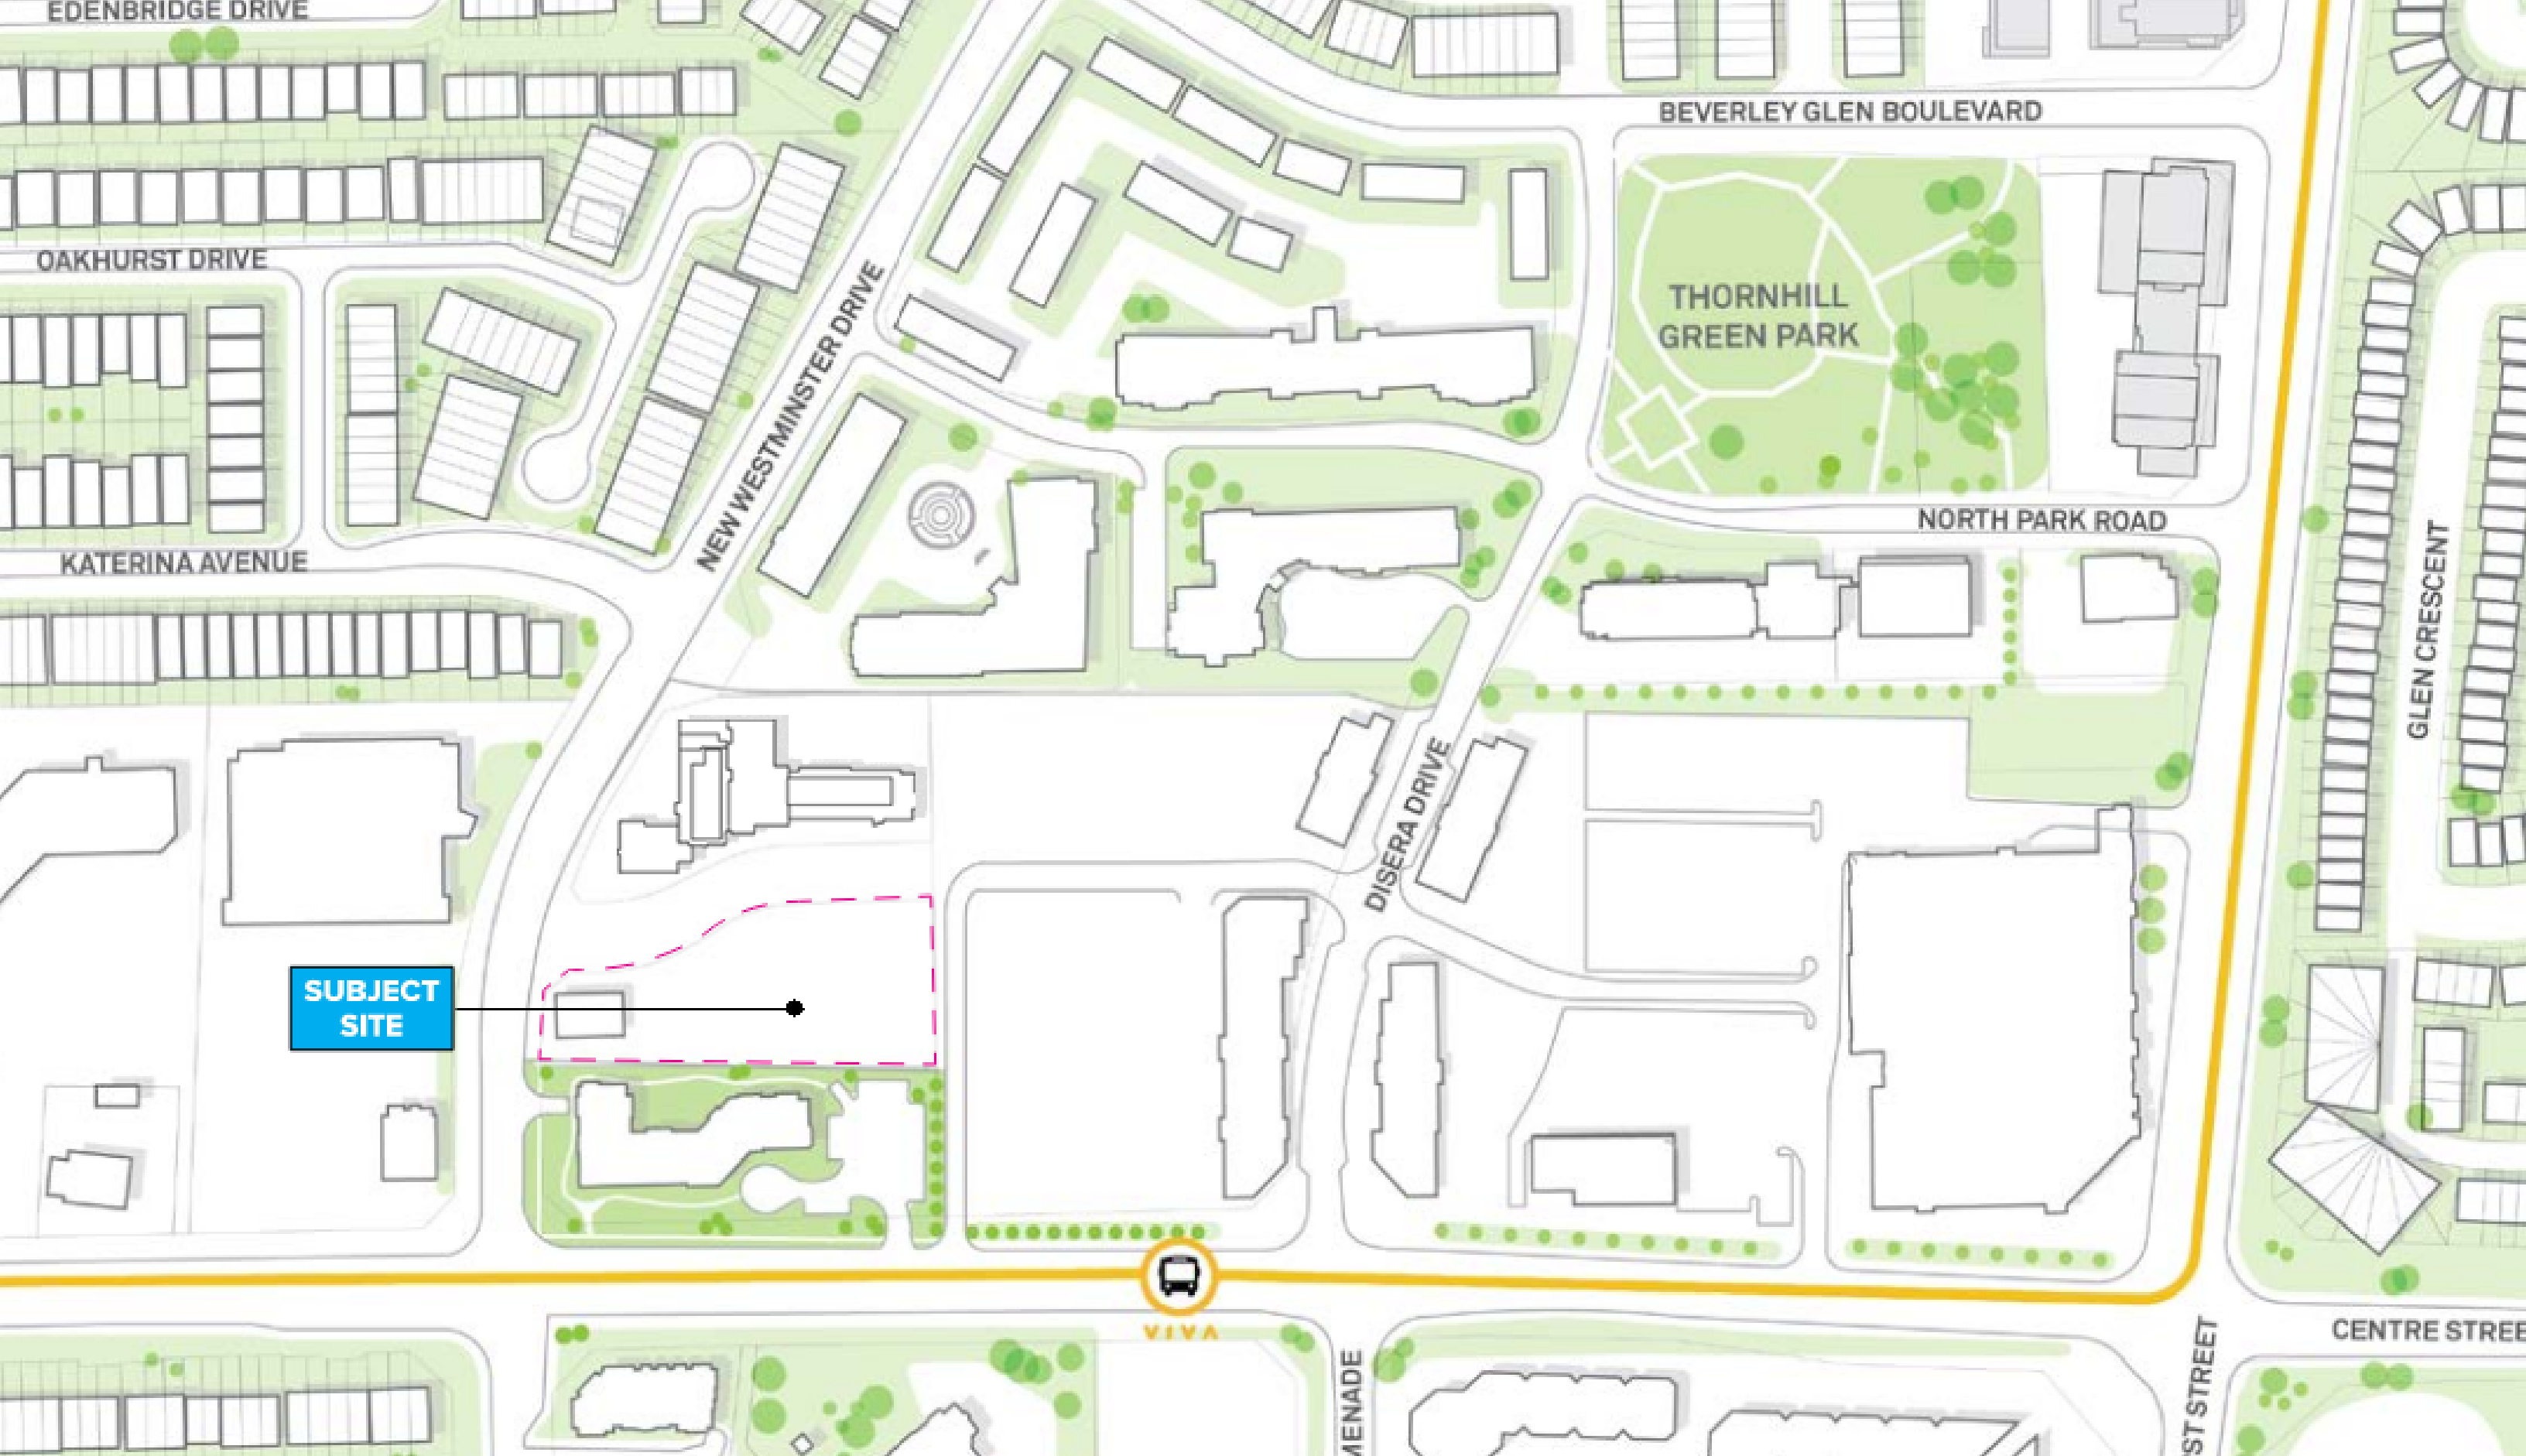 EDENBRIDGE DRIVE
BEVERLEY GLEN BOULEVARD
OAKHURST DRIVE
THORNHILL
GREEN PARK
NEW WESTMINSTER DRIVE
NORTH PARK ROAD
KATERINA AVENUE
GLEN CRESCENT
DISERA DRIVE
SUBJECT
SITE
VIVA
CENTRE STREE
MENADE
ST STREET